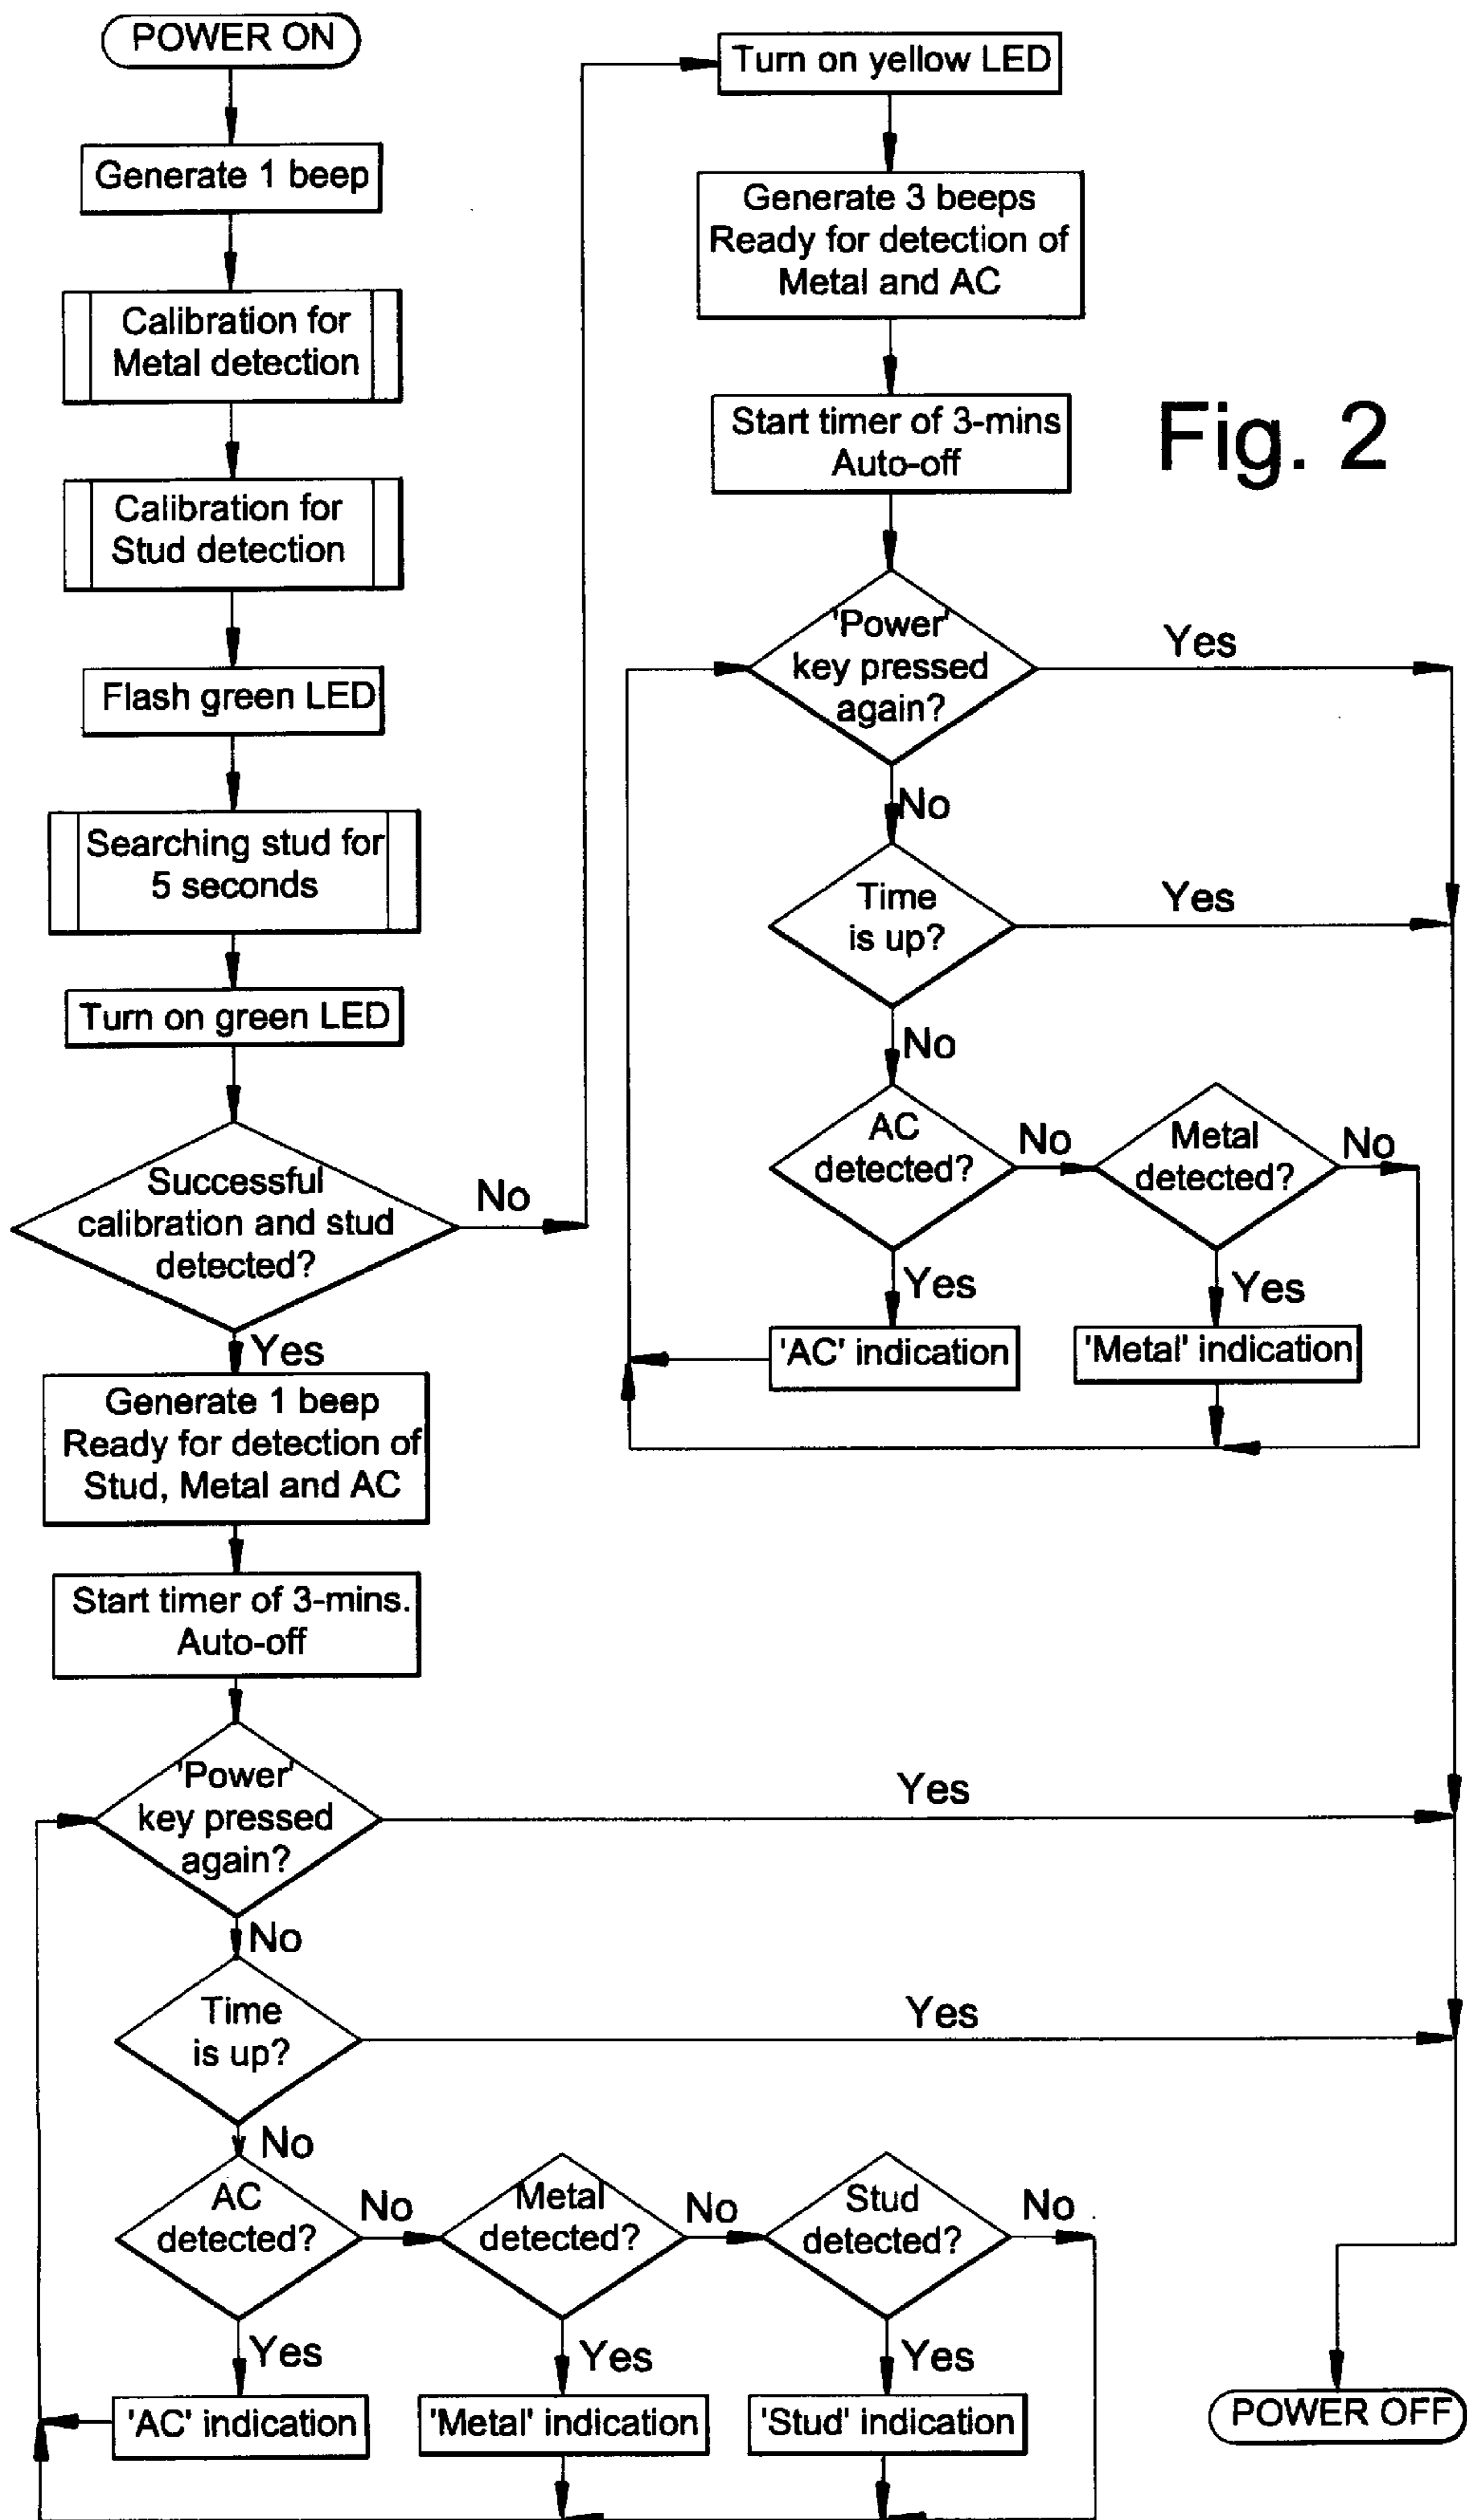 POWER ON
Generate 1 beep
Calibration for
Metal detection
Calibration for
Stud detection
Flash green LED
Searching stud for
5 seconds
Turn on green LED
Successful
calibration and stud
detected?
No
Yes
Generate 1 beep
Ready for detection of
Stud, Metal and AC
Start timer of 3-mins.
Auto-off
'Power'
key pressed
again?
Yes
No
Time
is up?
Yes
No
AC
detected?
No
Metal
detected?
No
Stud
detected?
No
Yes
Yes
Yes
'AC' indication
'Metal' indication
'Stud' indication
Turn on yellow LED
Generate 3 beeps
Ready for detection of
Metal and AC
Start timer of 3-mins
Auto-off
Fig. 2
'Power'
key pressed
again?
Yes
No
Time
is up?
Yes
No
AC
detected?
No
Metal
detected?
No
Yes
Yes
'AC' indication
'Metal' indication
POWER OFF